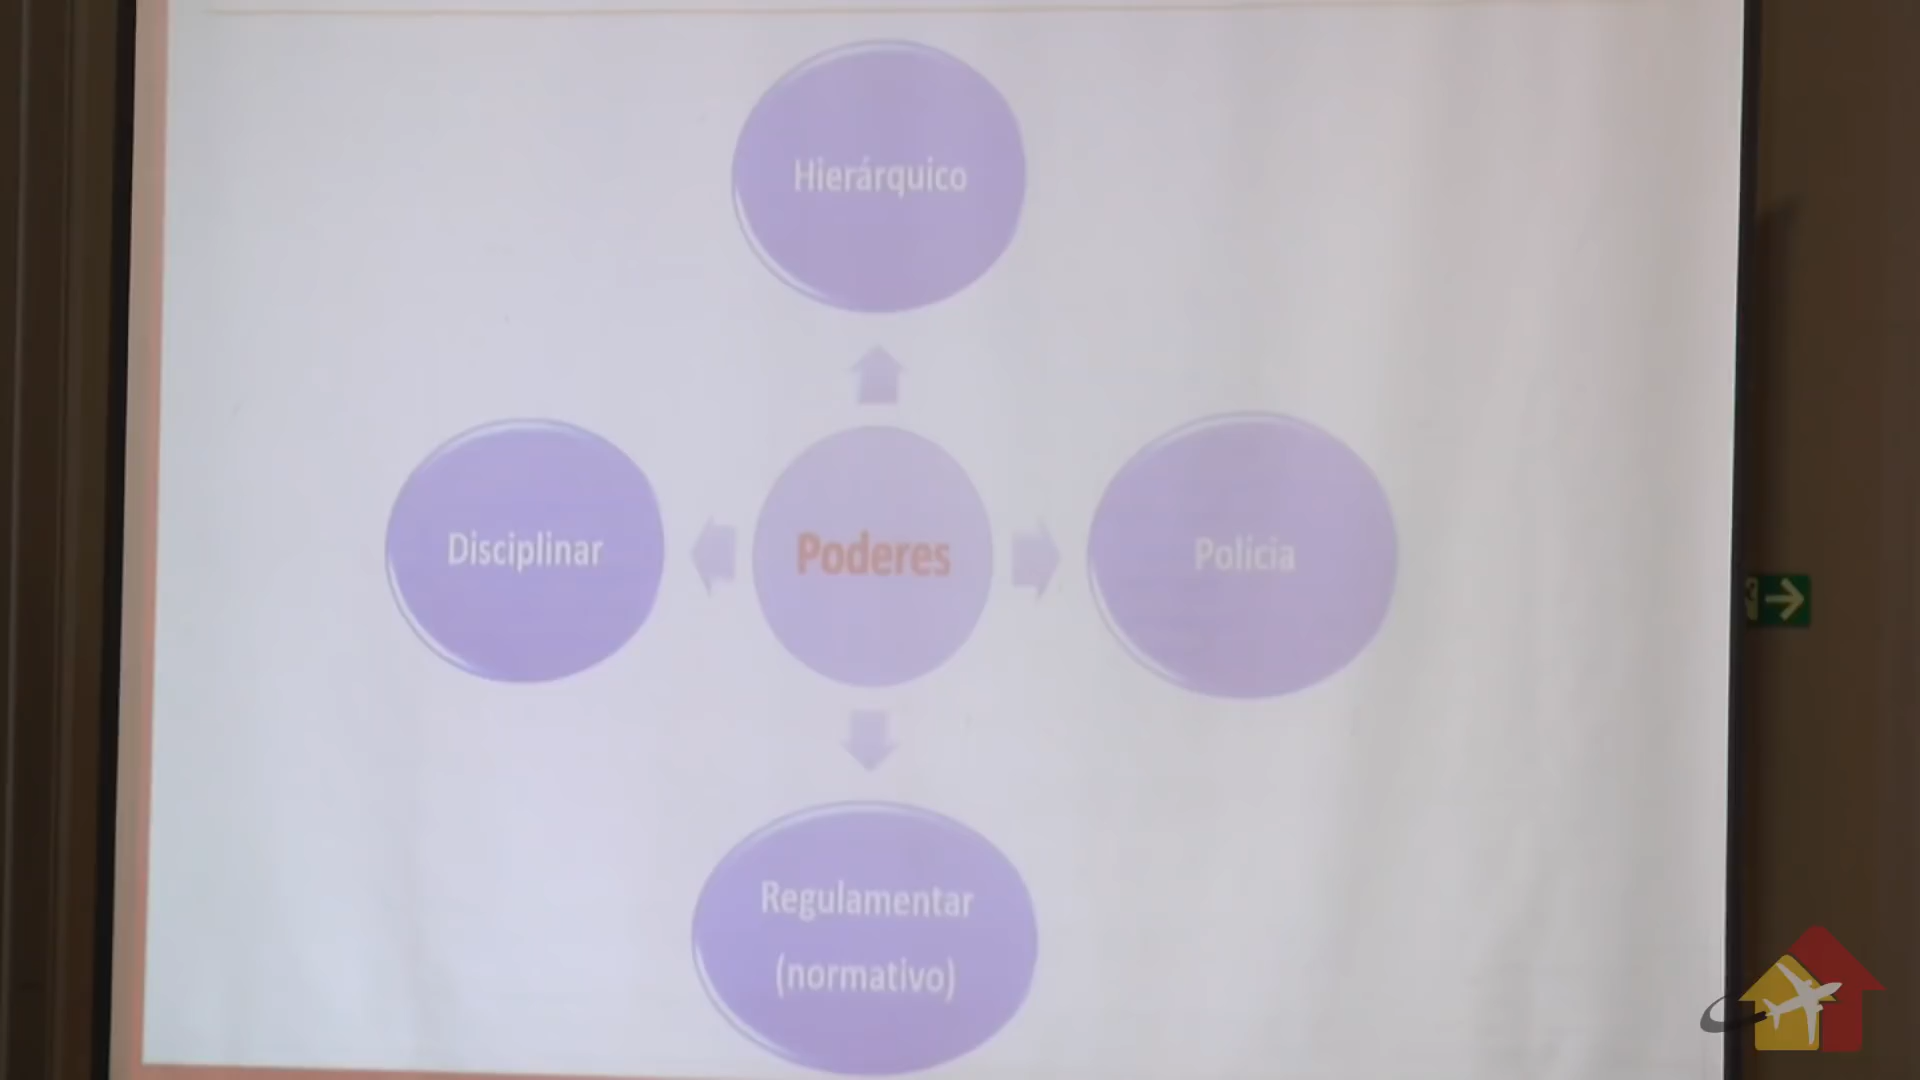 Hierárquico
Disciplinar
Poderes
Polícia
Regulamentar
(normativo)